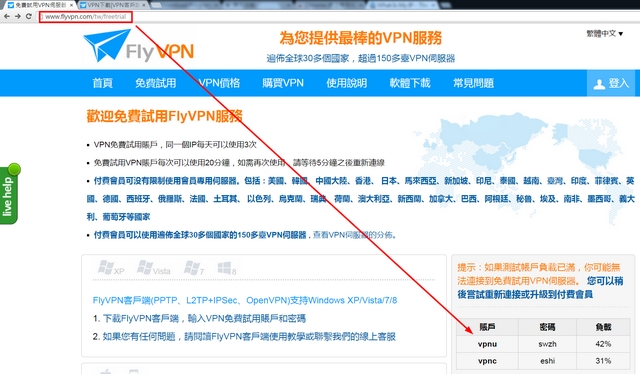 免費試用VPN伺服器
VPN下載|VPN客戶
www.flyvpn.com/tw/freetrial
FlyVPN
為您提供最棒的VPN服務
遍佈全球30多個國家，超過150多臺VPN伺服器
繁體中文
首頁 免費試用 VPN價格 購買VPN 使用說明 軟體下載 常見問題 登入
歡迎免費試用FlyVPN服務
VPN免費試用賬戶，同一個IP每天可以使用3次
免費試用VPN賬戶每次可以使用20分鐘，如需再次使用，請等待5分鐘之後重新連線
付費會員可沒有限制使用會員專用伺服器。包括：美國、韓國、中國大陸、香港、日本、馬來西亞、新加坡、印尼、泰國、越南、臺灣、印度、菲律賓、英
國、德國、西班牙、俄羅斯、法國、土耳其、以色列、烏克蘭、瑞典、荷蘭、澳大利亞、新西蘭、加拿大、巴西、阿根廷、秘魯、埃及、南非、墨西哥、義大
利、葡萄牙等國家
付費會員可以使用遍佈全球30多個國家的150多臺VPN伺服器，查看VPN伺服器的分佈。
live help
XP Vista 7 8
FlyVPN客戶端(PPTP、L2TP+IPSec、OpenVPN)支持Windows XP/Vista/7/8
1. 下載FlyVPN客戶端，輸入VPN免費試用賬戶和密碼
2. 如果您有任何問題，請閱讀FlyVPN客戶端使用教學或聯繫我們的線上客服
提示：如果測試帳戶負載已滿，你可能無
法連接到免費試用VPN伺服器。您可以稍
後嘗試重新連接或升級到付費會員
賬戶 密碼 負載
vpnu swzh 42%
vpnc eshi 31%